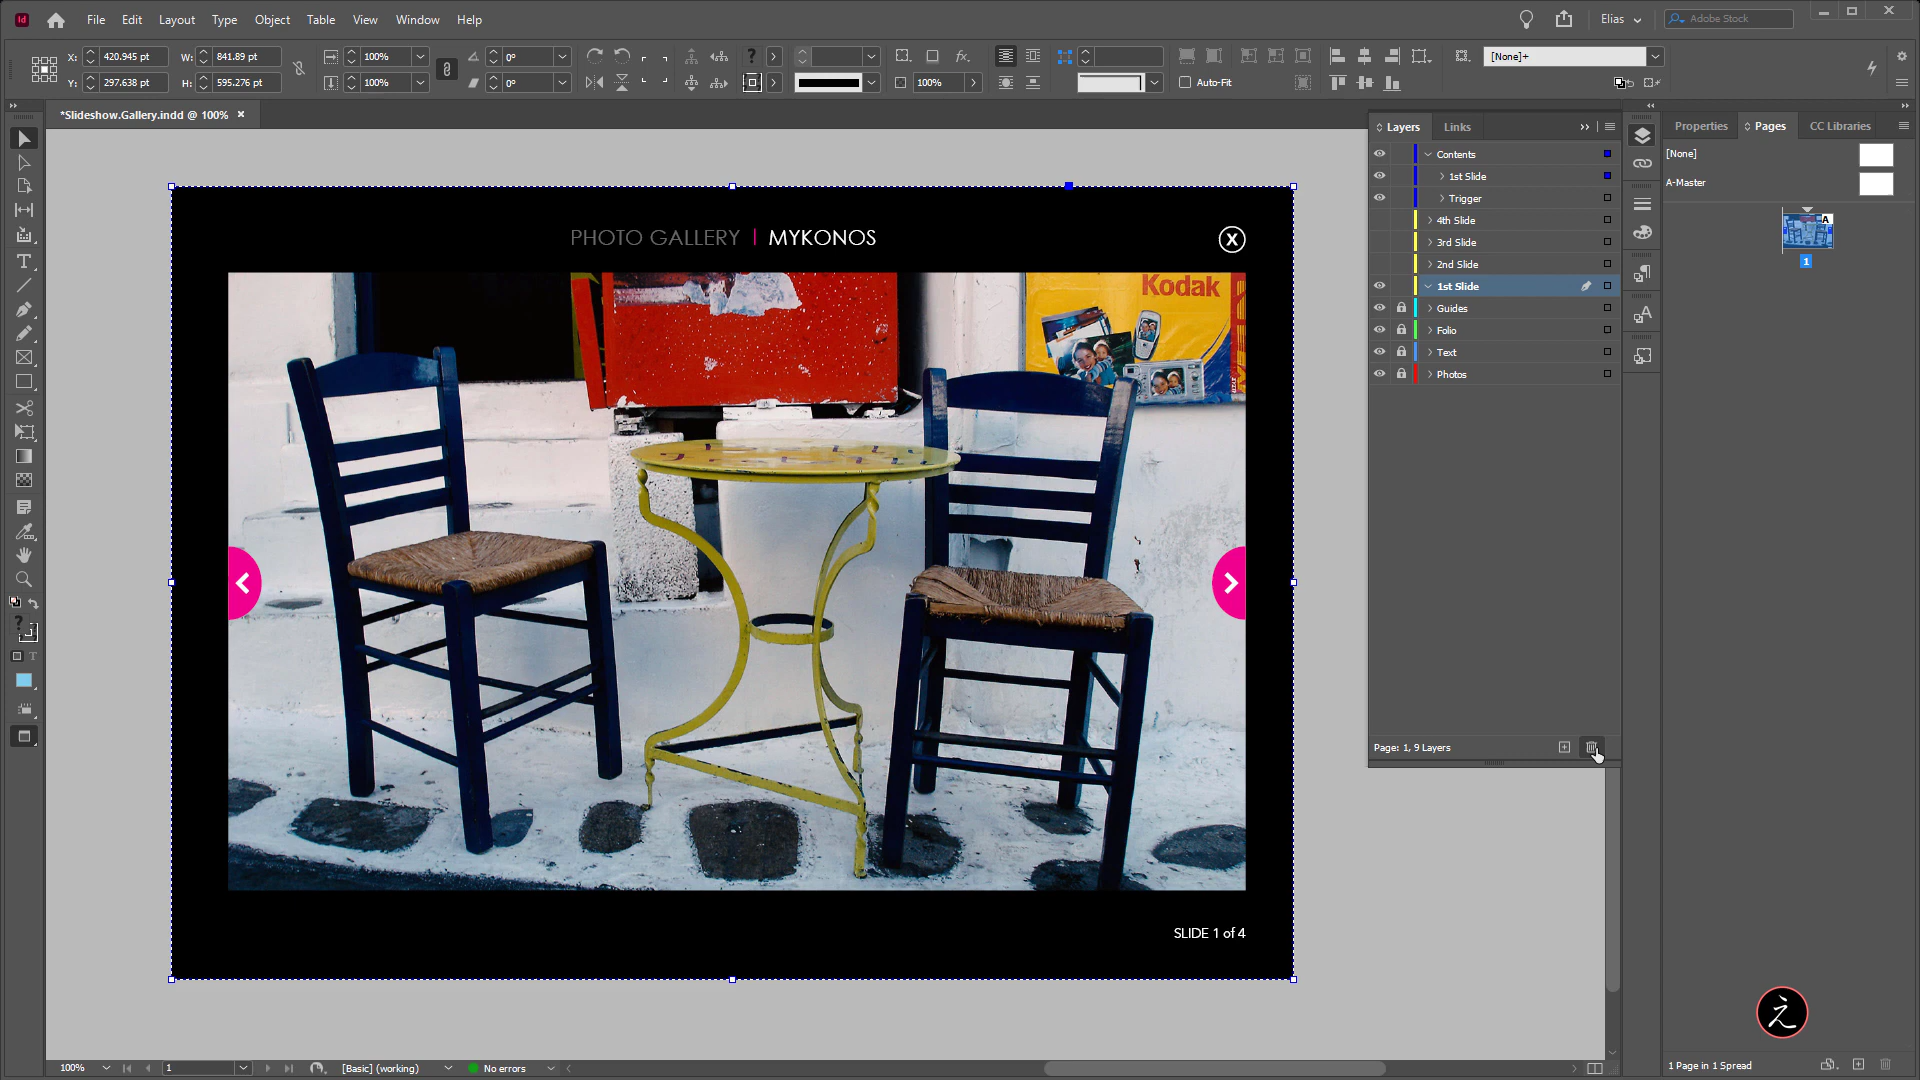 File Edit Layout Type Object Table View Window Help
Elias
Adobe Stock
X: 420.945 pt W: 841.89 pt 100% 0° [None]+
Y: 297.638 pt H: 595.276 pt 100% 0° 100% Auto-Fit
*Slideshow.Gallery.indd @ 100%
PHOTO GALLERY | MYKONOS
X
Kodak
SLIDE 1 of 4
Layers Links
Contents
1st Slide
Trigger
4th Slide
3rd Slide
2nd Slide
1st Slide
Guides
Folio
Text
Photos
Page: 1, 9 Layers
Properties Pages CC Libraries
[None]
A-Master
A
1
之
1 Page in 1 Spread
100% 1 [Basic] (working) No errors